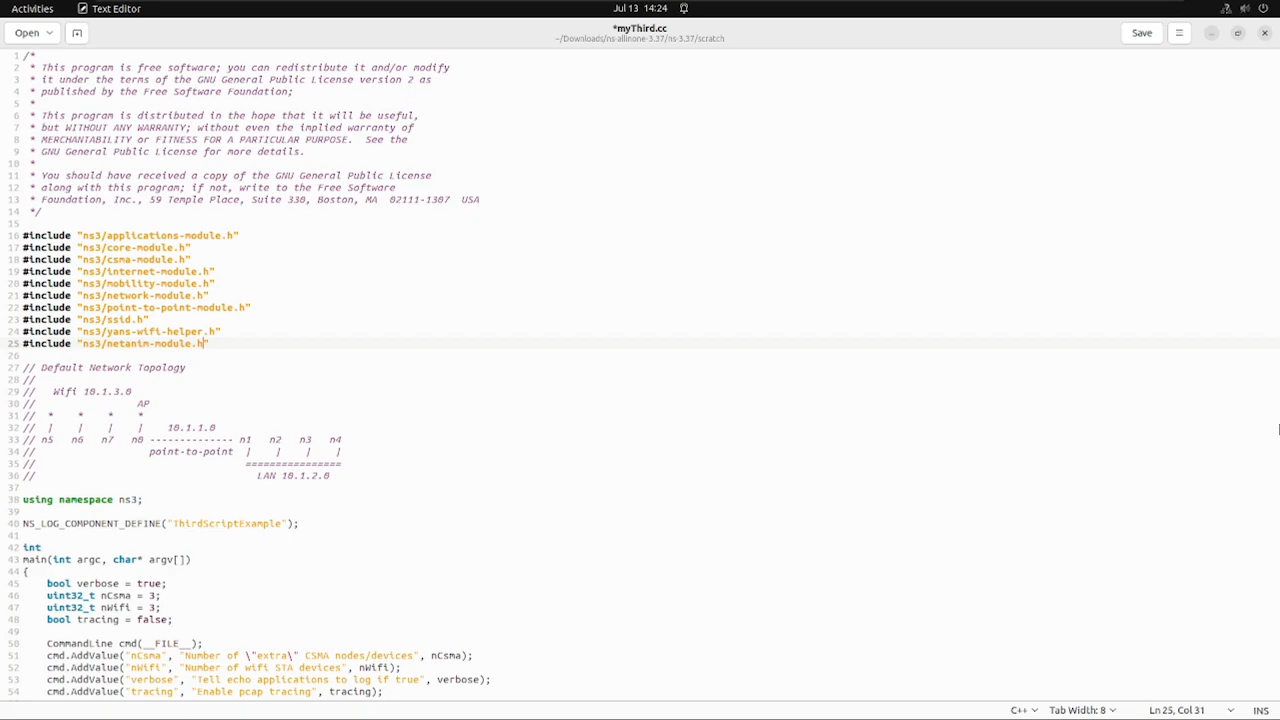 Activities Text Editor Jul 13 14:24
Open *myThird.cc Save
~/Downloads/ns-allinone-3.37/ns-3.37/scratch
1 /*
2 * This program is free software; you can redistribute it and/or modify
3 * it under the terms of the GNU General Public License version 2 as
4 * published by the Free Software Foundation;
5 *
6 * This program is distributed in the hope that it will be useful,
7 * but WITHOUT ANY WARRANTY; without even the implied warranty of
8 * MERCHANTABILITY or FITNESS FOR A PARTICULAR PURPOSE.  See the
9 * GNU General Public License for more details.
10 *
11 * You should have received a copy of the GNU General Public License
12 * along with this program; if not, write to the Free Software
13 * Foundation, Inc., 59 Temple Place, Suite 330, Boston, MA  02111-1307  USA
14 */
15
16 #include "ns3/applications-module.h"
17 #include "ns3/core-module.h"
18 #include "ns3/csma-module.h"
19 #include "ns3/internet-module.h"
20 #include "ns3/mobility-module.h"
21 #include "ns3/network-module.h"
22 #include "ns3/point-to-point-module.h"
23 #include "ns3/ssid.h"
24 #include "ns3/yans-wifi-helper.h"
25 #include "ns3/netanim-module.h"
26
27 // Default Network Topology
28 //
29 //   Wifi 10.1.3.0
30 //                 AP
31 //  *    *    *    *
32 //  |    |    |    |    10.1.1.0
33 // n5   n6   n7   n0 -------------- n1   n2   n3   n4
34 //                   point-to-point  |    |    |    |
35 //                                   ================
36 //                                     LAN 10.1.2.0
37
38 using namespace ns3;
39
40 NS_LOG_COMPONENT_DEFINE("ThirdScriptExample");
41
42 int
43 main(int argc, char* argv[])
44 {
45     bool verbose = true;
46     uint32_t nCsma = 3;
47     uint32_t nWifi = 3;
48     bool tracing = false;
49
50     CommandLine cmd(__FILE__);
51     cmd.AddValue("nCsma", "Number of \"extra\" CSMA nodes/devices", nCsma);
52     cmd.AddValue("nWifi", "Number of wifi STA devices", nWifi);
53     cmd.AddValue("verbose", "Tell echo applications to log if true", verbose);
54     cmd.AddValue("tracing", "Enable pcap tracing", tracing);
C++ Tab Width: 8 Ln 25, Col 31 INS